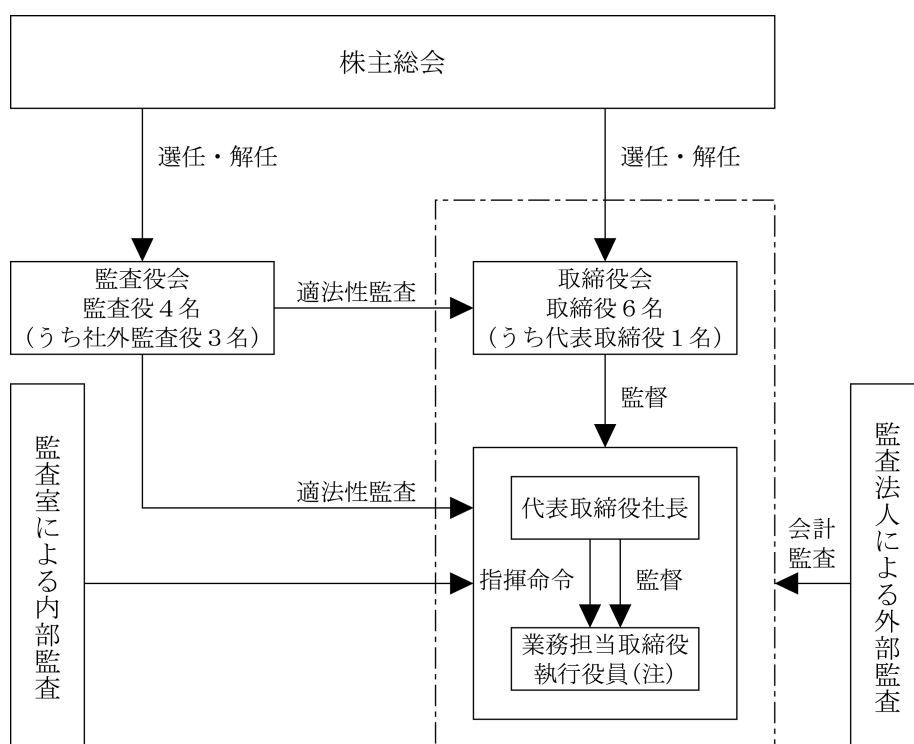 株主総会
選任・解任
選任・解任
監査役会
監査役４名
（うち社外監査役３名）
適法性監査
取締役会
取締役６名
（うち代表取締役１名）
監督
監査室による内部監査
適法性監査
代表取締役社長
指揮命令
監督
業務担当取締役
執行役員（注）
会計
監査
監査法人による外部監査